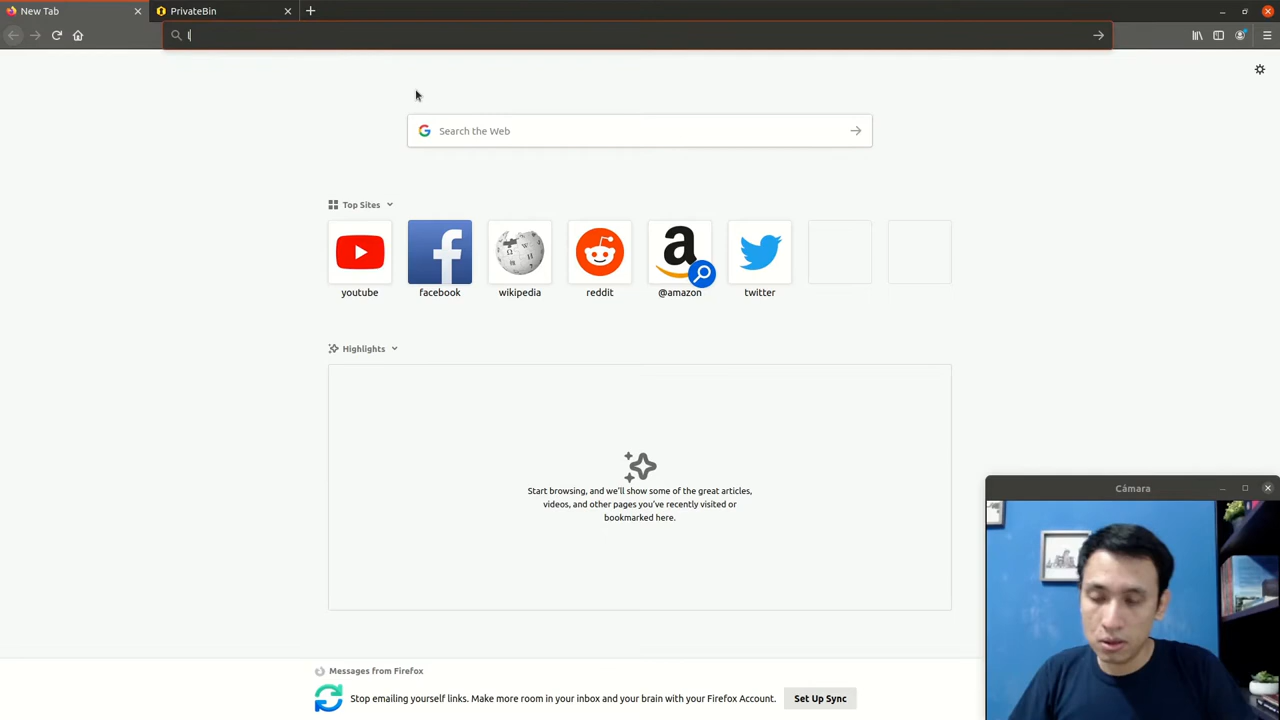 New Tab
PrivateBin
l
Search the Web
Top Sites
youtube
facebook
wikipedia
reddit
@amazon
twitter
Highlights
Start browsing, and we'll show some of the great articles,
videos, and other pages you've recently visited or
bookmarked here.
Cámara
Messages from Firefox
Stop emailing yourself links. Make more room in your inbox and your brain with your Firefox Account.
Set Up Sync